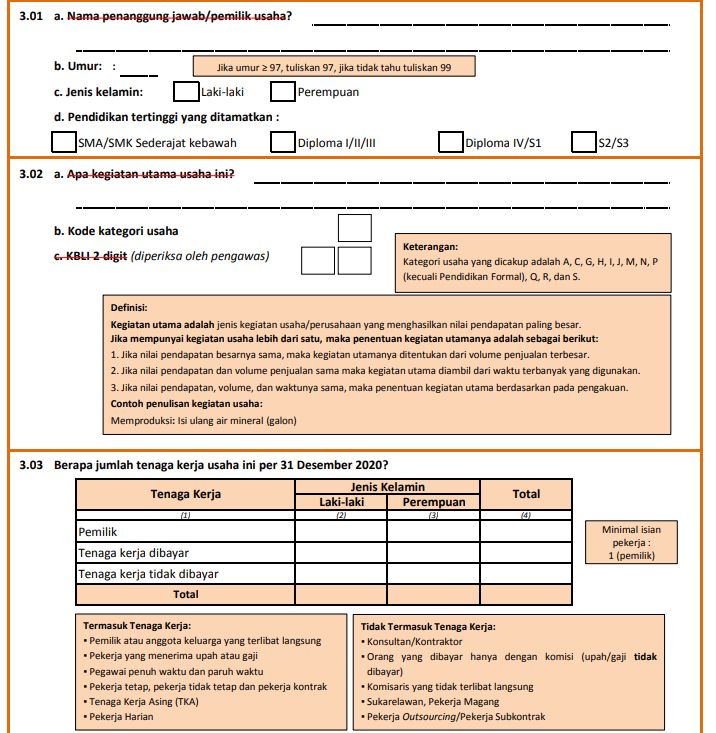 3.01 a. Nama penanggung jawab/pemilik usaha?
b. Umur: :
Jika umur ≥ 97, tuliskan 97, jika tidak tahu tuliskan 99
c. Jenis kelamin:
Laki-laki
Perempuan
d. Pendidikan tertinggi yang ditamatkan :
SMA/SMK Sederajat kebawah
Diploma I/II/III
Diploma IV/S1
S2/S3
3.02 a. Apa kegiatan utama usaha ini?
b. Kode kategori usaha
c. KBLI 2 digit (diperiksa oleh pengawas)
Keterangan:
Kategori usaha yang dicakup adalah A, C, G, H, I, J, M, N, P
(kecuali Pendidikan Formal), Q, R, dan S.
Definisi:
Kegiatan utama adalah jenis kegiatan usaha/perusahaan yang menghasilkan nilai pendapatan paling besar.
Jika mempunyai kegiatan usaha lebih dari satu, maka penentuan kegiatan utamanya adalah sebagai berikut:
1. Jika nilai pendapatan besarnya sama, maka kegiatan utamanya ditentukan dari volume penjualan terbesar.
2. Jika nilai pendapatan dan volume penjualan sama maka kegiatan utama diambil dari waktu terbanyak yang digunakan.
3. Jika nilai pendapatan, volume, dan waktunya sama, maka penentuan kegiatan utama berdasarkan pada pengakuan.
Contoh penulisan kegiatan usaha:
Memproduksi: Isi ulang air mineral (galon)
3.03 Berapa jumlah tenaga kerja usaha ini per 31 Desember 2020?
Tenaga Kerja
Jenis Kelamin
Total
Laki-laki
Perempuan
(1)
(2)
(3)
(4)
Pemilik
Tenaga kerja dibayar
Tenaga kerja tidak dibayar
Total
Minimal isian
pekerja :
1 (pemilik)
Termasuk Tenaga Kerja:
▪ Pemilik atau anggota keluarga yang terlibat langsung
▪ Pekerja yang menerima upah atau gaji
▪ Pegawai penuh waktu dan paruh waktu
▪ Pekerja tetap, pekerja tidak tetap dan pekerja kontrak
▪ Tenaga Kerja Asing (TKA)
▪ Pekerja Harian
Tidak Termasuk Tenaga Kerja:
▪ Konsultan/Kontraktor
▪ Orang yang dibayar hanya dengan komisi (upah/gaji tidak
dibayar)
▪ Komisaris yang tidak terlibat langsung
▪ Sukarelawan, Pekerja Magang
▪ Pekerja Outsourcing/Pekerja Subkontrak